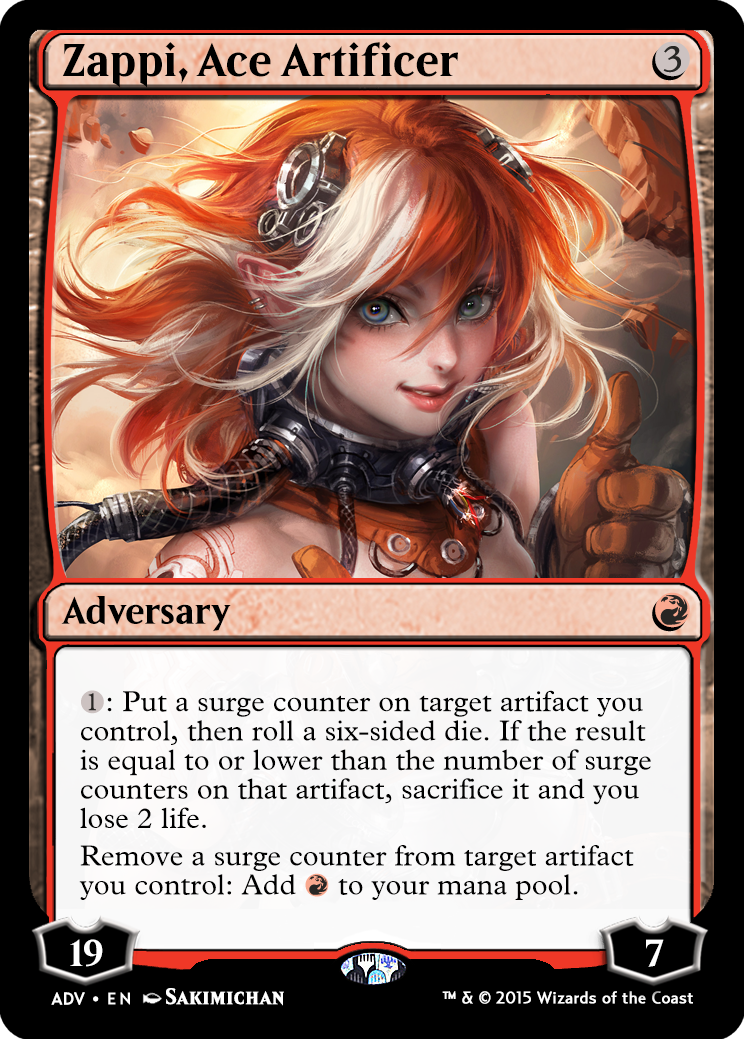 Zappi, Ace Artificer 3
Adversary
1: Put a surge counter on target artifact you
control, then roll a six-sided die. If the result
is equal to or lower than the number of surge
counters on that artifact, sacrifice it and you
lose 2 life.
Remove a surge counter from target artifact
you control: Add to your mana pool.
19 7
ADV • EN SAKIMICHAN ™ & © 2015 Wizards of the Coast